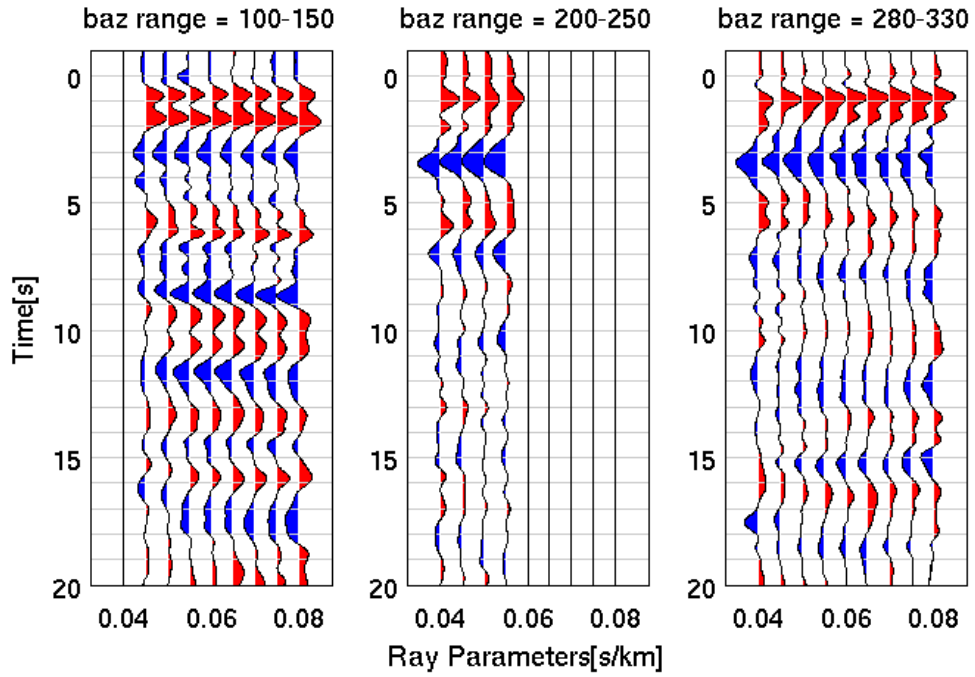 baz range = 100-150 baz range = 200-250 baz range = 280-330
0 0 0
5 5 5
Time[s]
10 10 10
15 15 15
20 20 20
0.04 0.06 0.08 0.04 0.06 0.08 0.04 0.06 0.08
Ray Parameters[s/km]